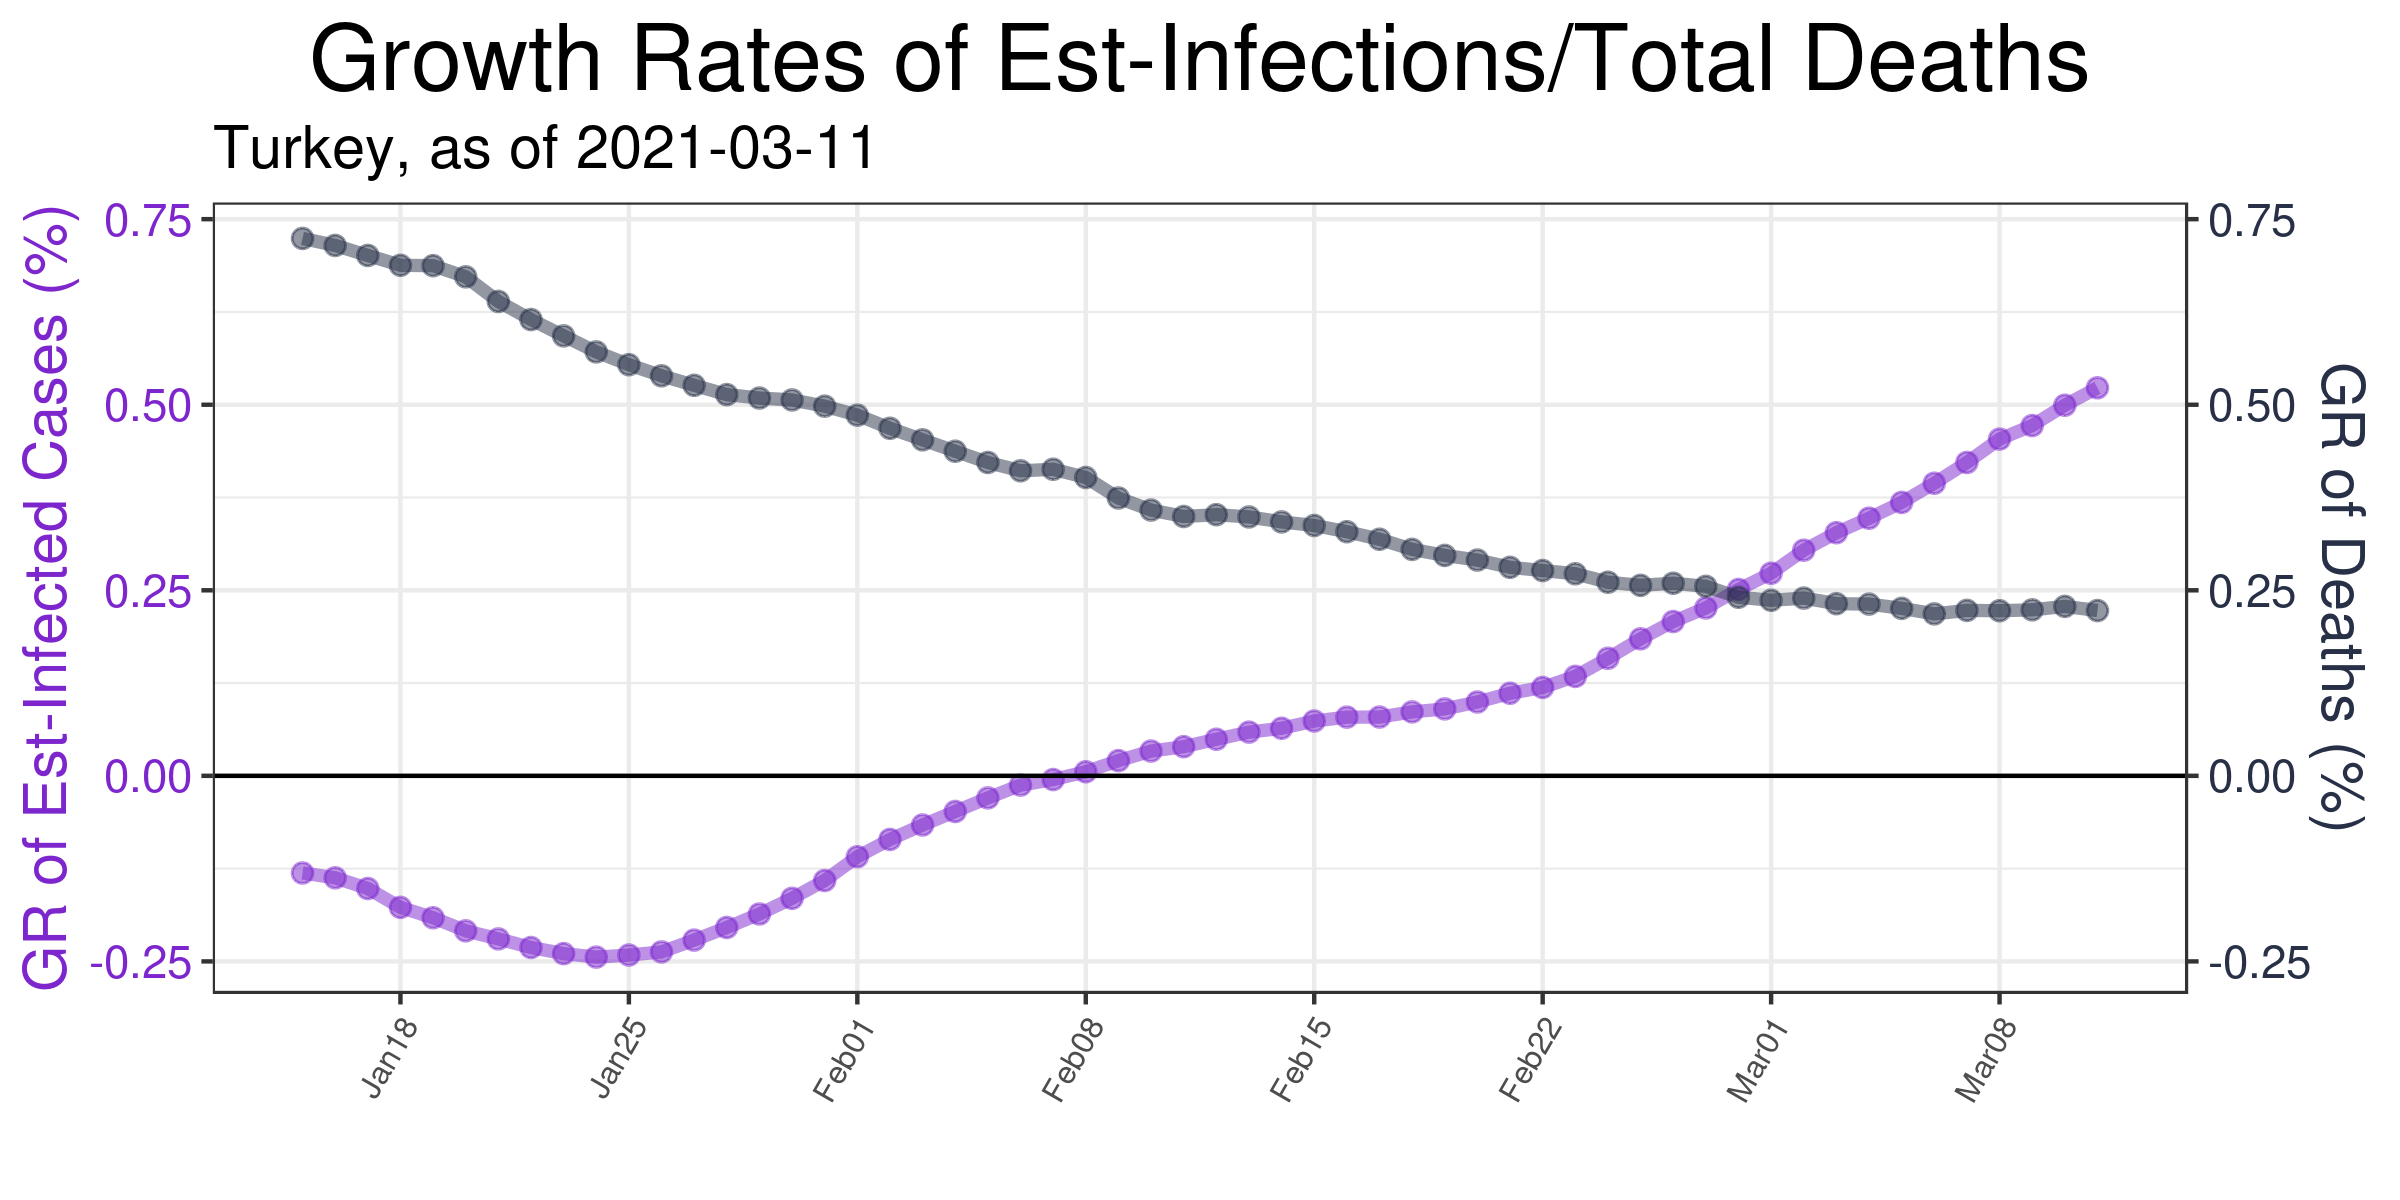 Growth Rates of Est-Infections/Total Deaths
Turkey, as of 2021-03-11
GR of Est-Infected Cases (%)
0.75
0.50
0.25
0.00
-0.25
0.75
0.50
0.25
0.00
-0.25
GR of Deaths (%)
Jan18
Jan25
Feb01
Feb08
Feb15
Feb22
Mar01
Mar08